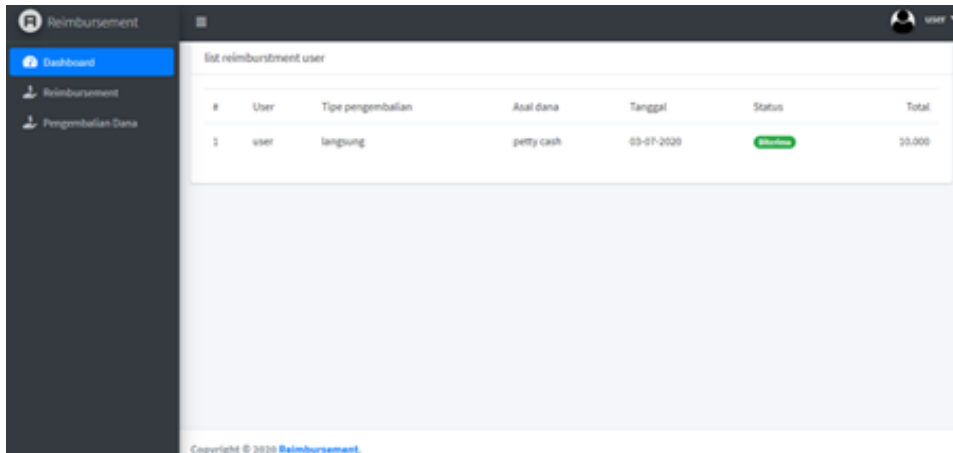 Reimbursement
user
Dashboard
Reimbursement
Pengembalian Dana
list reimburstment user
# User Tipe pengembalian Asal dana Tanggal Status Total
1 user langsung petty cash 03-07-2020 Diterima 10.000
Copyright © 2020 Reimbursement.